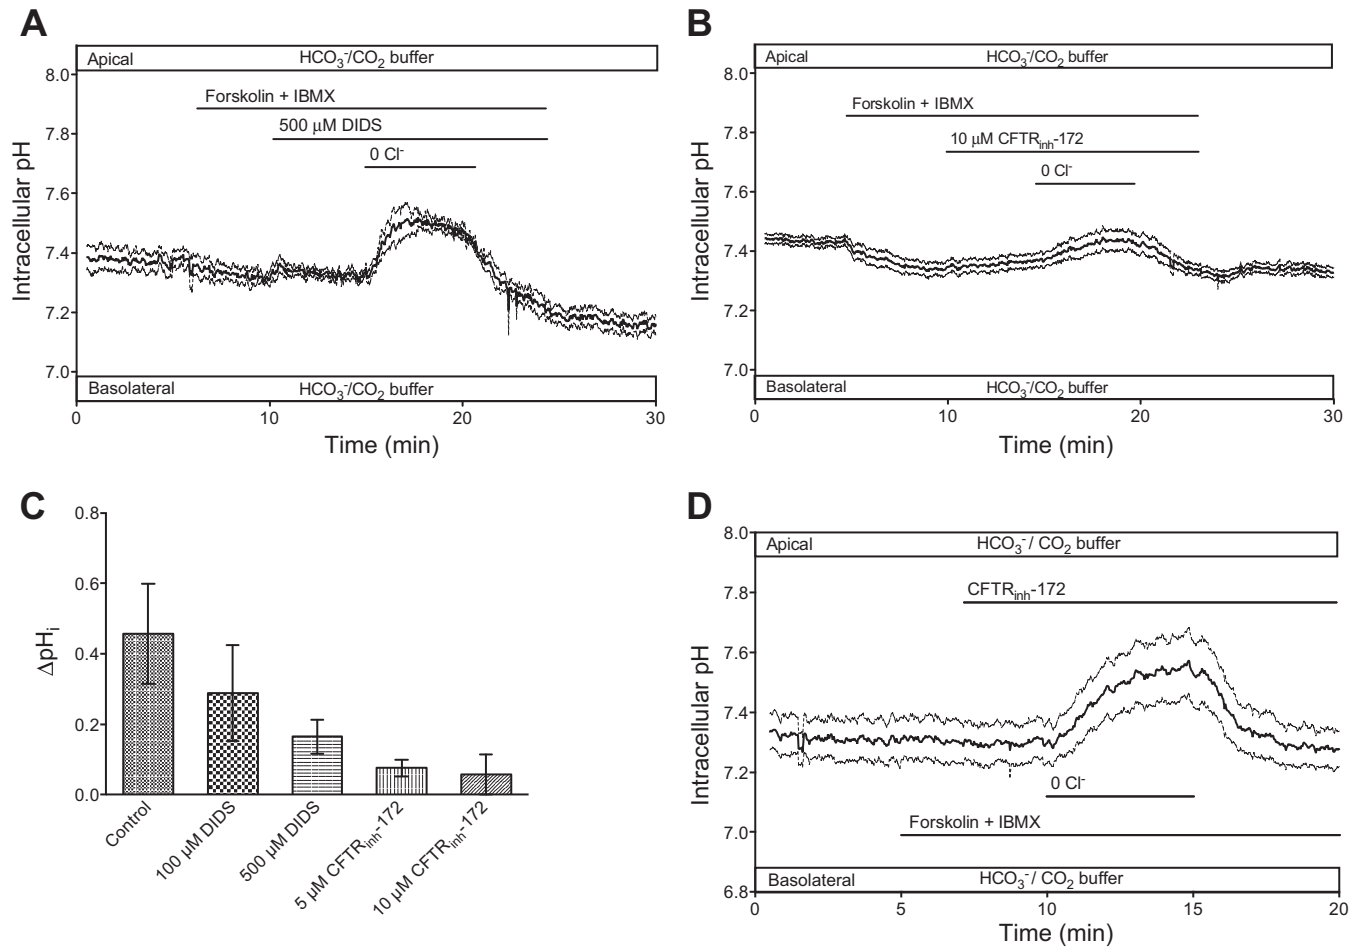 A
Apical HCO₃⁻/CO₂ buffer
8.0
Forskolin + IBMX
7.8
500 µM DIDS
0 Cl⁻
7.6
7.4
7.2
7.0
Intracellular pH
Basolateral HCO₃⁻/CO₂ buffer
0 10 20 30
Time (min)
B
Apical HCO₃⁻/CO₂ buffer
8.0
Forskolin + IBMX
7.8
10 µM CFTRinh-172
0 Cl⁻
7.6
7.4
7.2
7.0
Intracellular pH
Basolateral HCO₃⁻/CO₂ buffer
0 10 20 30
Time (min)
C
0.8
0.6
0.4
0.2
0.0
ΔpHi
Control
100 µM DIDS
500 µM DIDS
5 µM CFTRinh-172
10 µM CFTRinh-172
D
8.0
Apical HCO₃⁻/ CO₂ buffer
7.8
CFTRinh-172
7.6
7.4
7.2
0 Cl⁻
7.0
Forskolin + IBMX
6.8
Intracellular pH
Basolateral HCO₃⁻/ CO₂ buffer
0 5 10 15 20
Time (min)